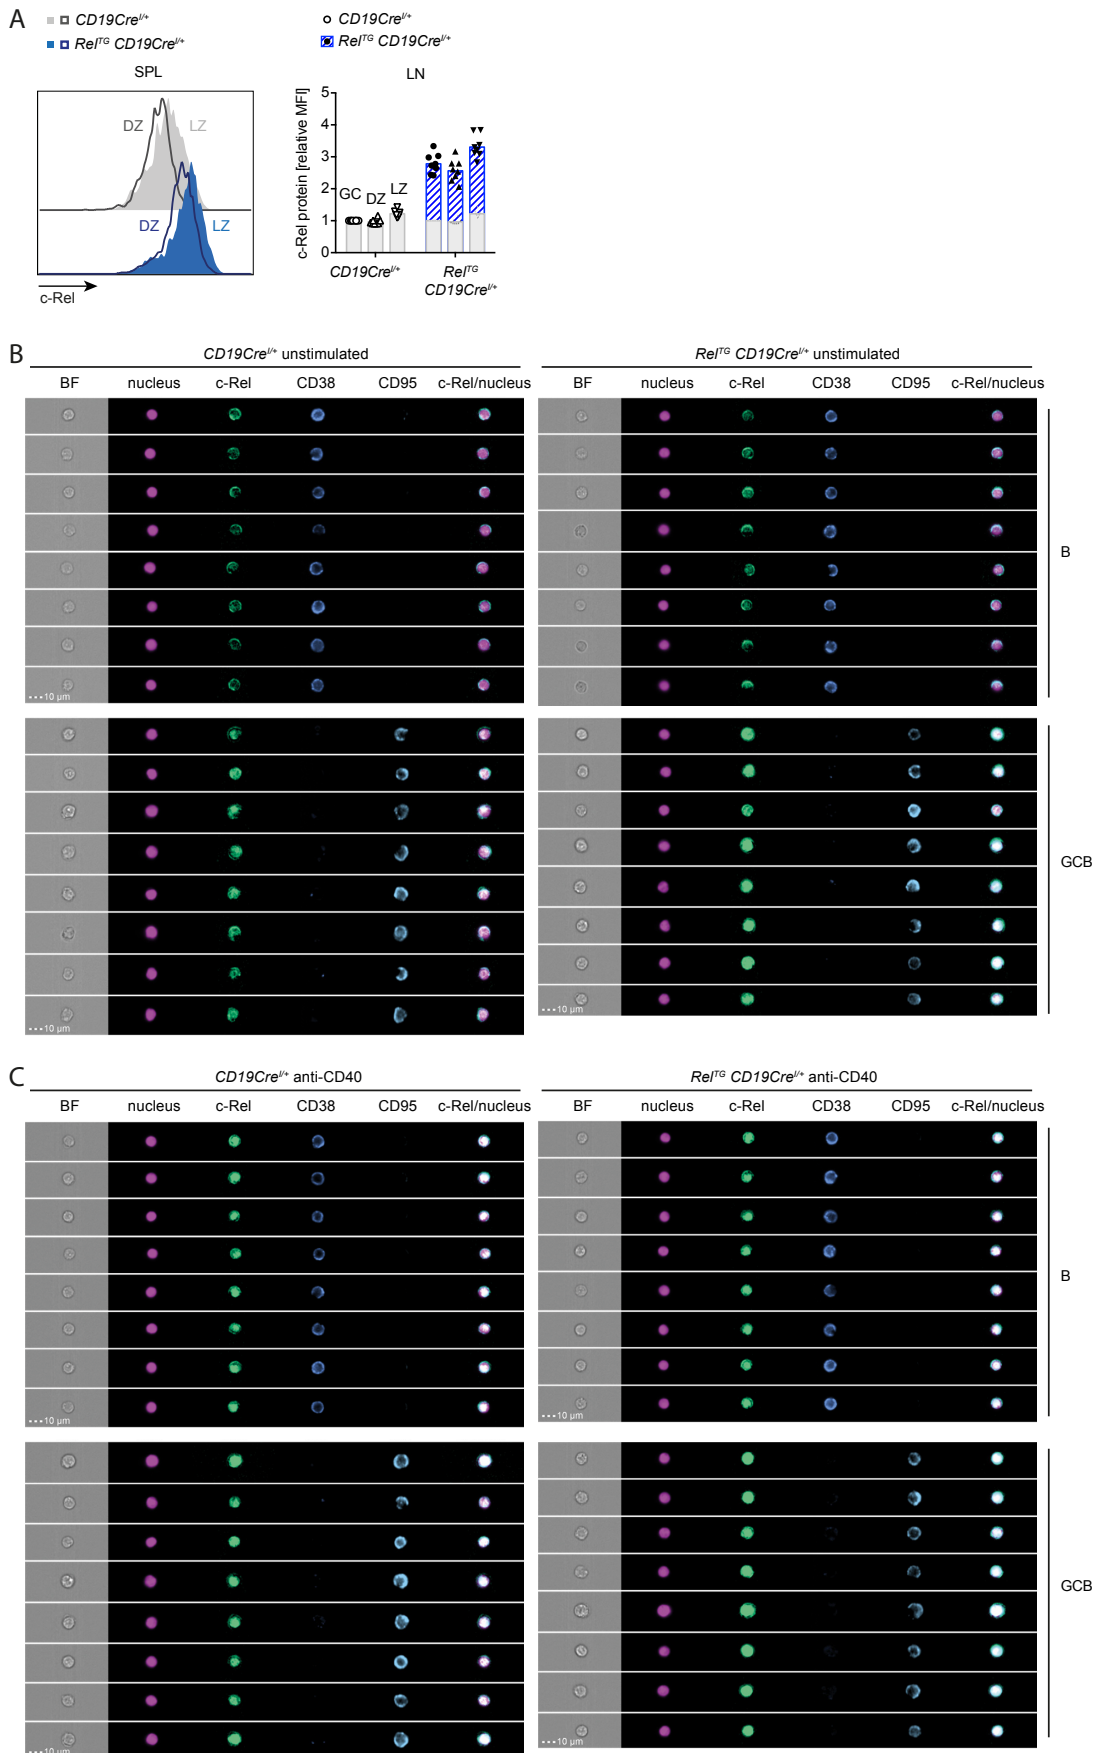 A
CD19Cre^I/+
Rel^TG CD19Cre^I/+
SPL
DZ
LZ
DZ
LZ
c-Rel
CD19Cre^I/+
Rel^TG CD19Cre^I/+
LN
c-Rel protein [relative MFI]
5
4
3
2
1
0
GC
DZ
LZ
CD19Cre^I/+
Rel^TG
CD19Cre^I/+
B
CD19Cre^I/+ unstimulated
BF nucleus c-Rel CD38 CD95 c-Rel/nucleus
10 µm
10 µm
Rel^TG CD19Cre^I/+ unstimulated
BF nucleus c-Rel CD38 CD95 c-Rel/nucleus
10 µm
B
10 µm
GCB
C
CD19Cre^I/+ anti-CD40
BF nucleus c-Rel CD38 CD95 c-Rel/nucleus
10 µm
10 µm
Rel^TG CD19Cre^I/+ anti-CD40
BF nucleus c-Rel CD38 CD95 c-Rel/nucleus
10 µm
B
10 µm
GCB